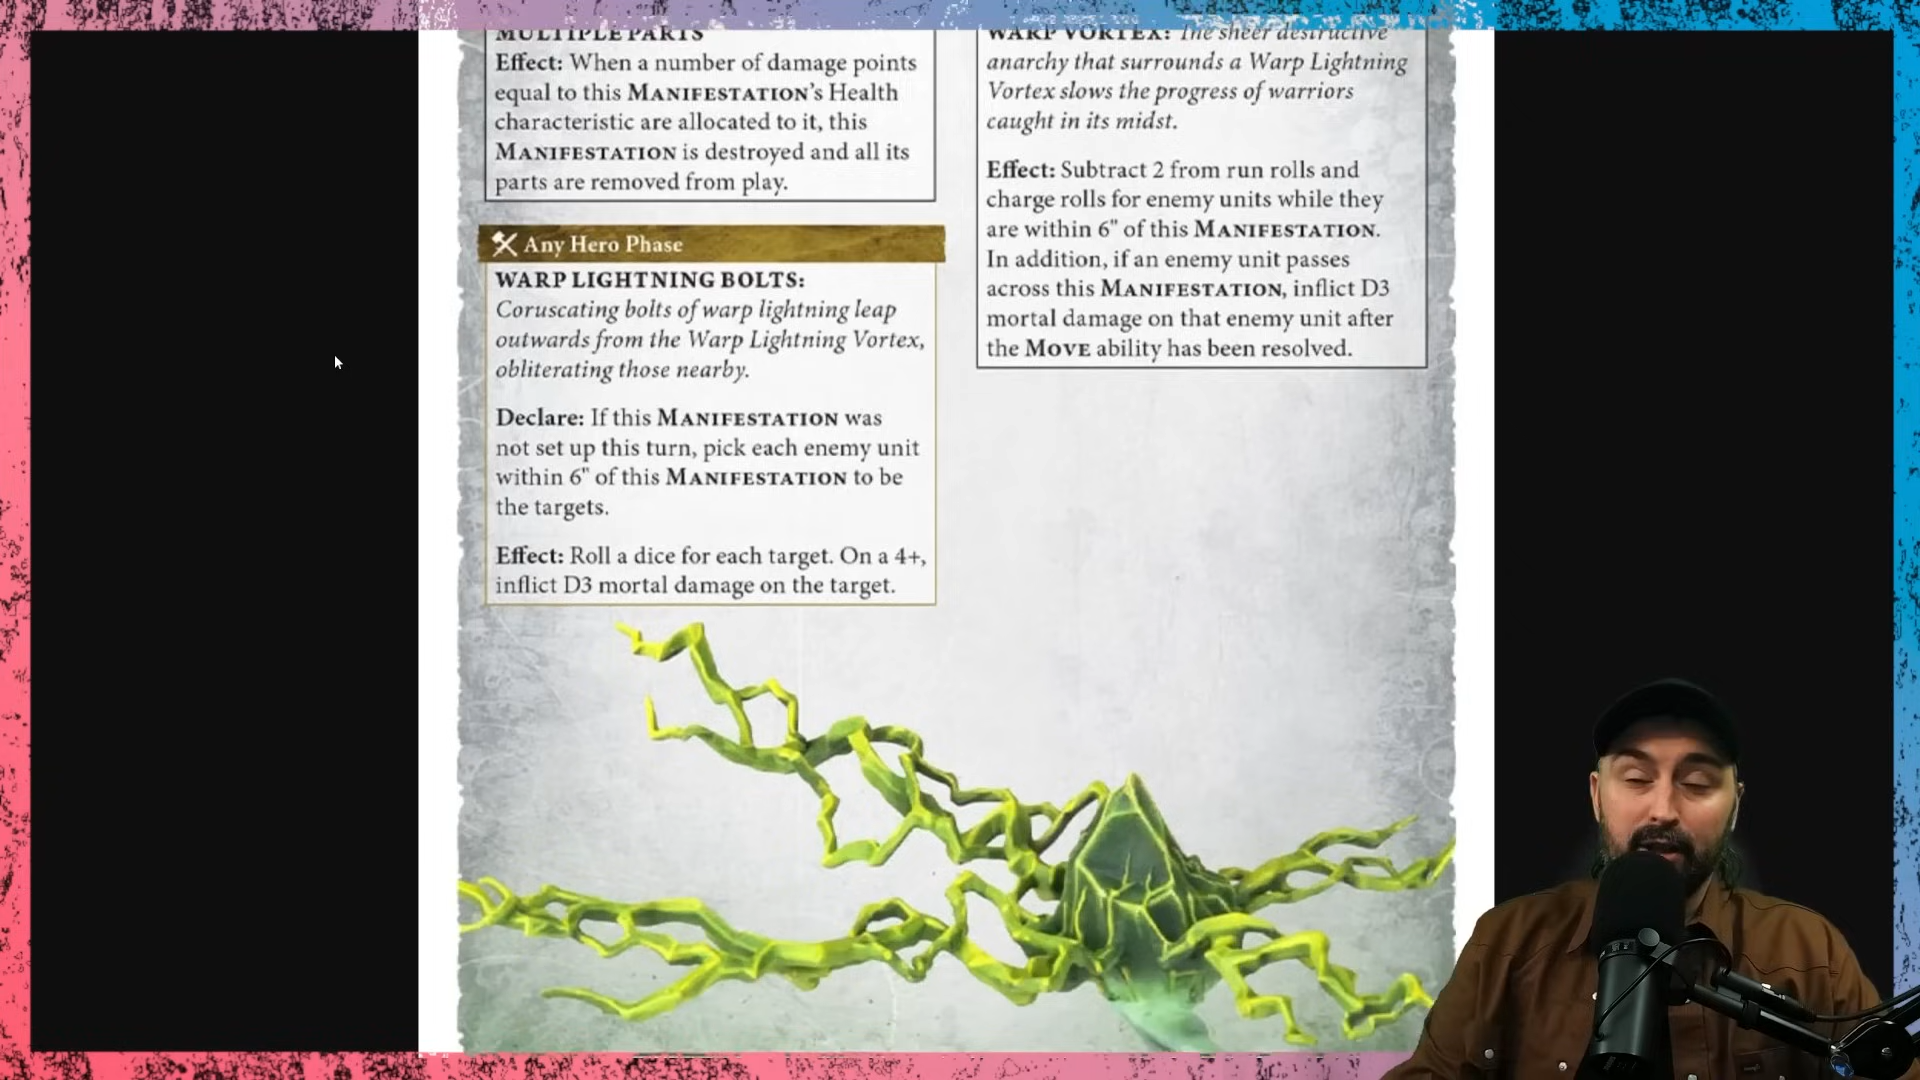 MULTIPLE PARTS
Effect: When a number of damage points
equal to this MANIFESTATION's Health
characteristic are allocated to it, this
MANIFESTATION is destroyed and all its
parts are removed from play.
Any Hero Phase
WARP LIGHTNING BOLTS:
Coruscating bolts of warp lightning leap
outwards from the Warp Lightning Vortex,
obliterating those nearby.
Declare: If this MANIFESTATION was
not set up this turn, pick each enemy unit
within 6" of this MANIFESTATION to be
the targets.
Effect: Roll a dice for each target. On a 4+,
inflict D3 mortal damage on the target.
WARP VORTEX: The sheer destructive
anarchy that surrounds a Warp Lightning
Vortex slows the progress of warriors
caught in its midst.
Effect: Subtract 2 from run rolls and
charge rolls for enemy units while they
are within 6" of this MANIFESTATION.
In addition, if an enemy unit passes
across this MANIFESTATION, inflict D3
mortal damage on that enemy unit after
the MOVE ability has been resolved.